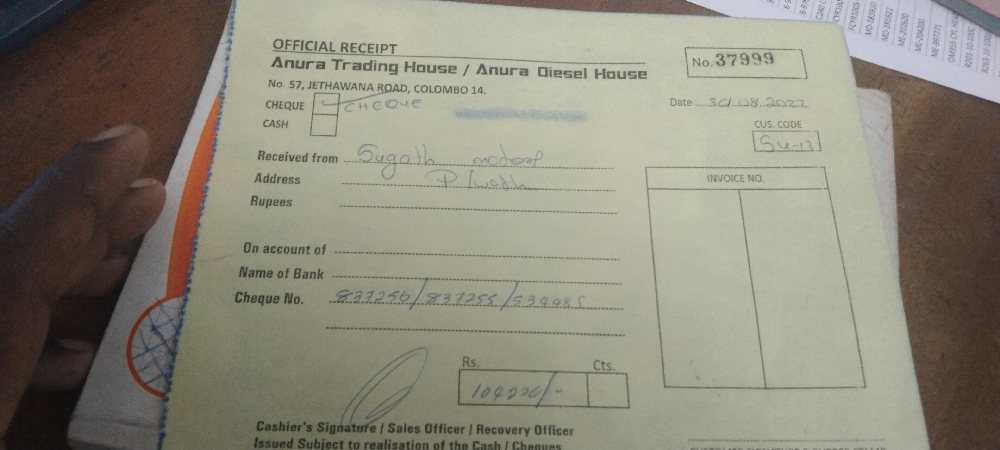 OFFICIAL RECEIPT
Anura Trading House / Anura Diesel House
No. 37999
No. 57, JETHAWANA ROAD, COLOMBO 14.
CHEQUE CHEQUE
Date 30.08.2022
CASH
CUS. CODE
Su-13
Received from Sugath
Address
INVOICE NO.
Rupees
On account of
Name of Bank
Cheque No. 837256/837255/
Rs. Cts.
104220/-
Cashier's Signature / Sales Officer / Recovery Officer
Issued Subject to realisation of the Cash / Cheques